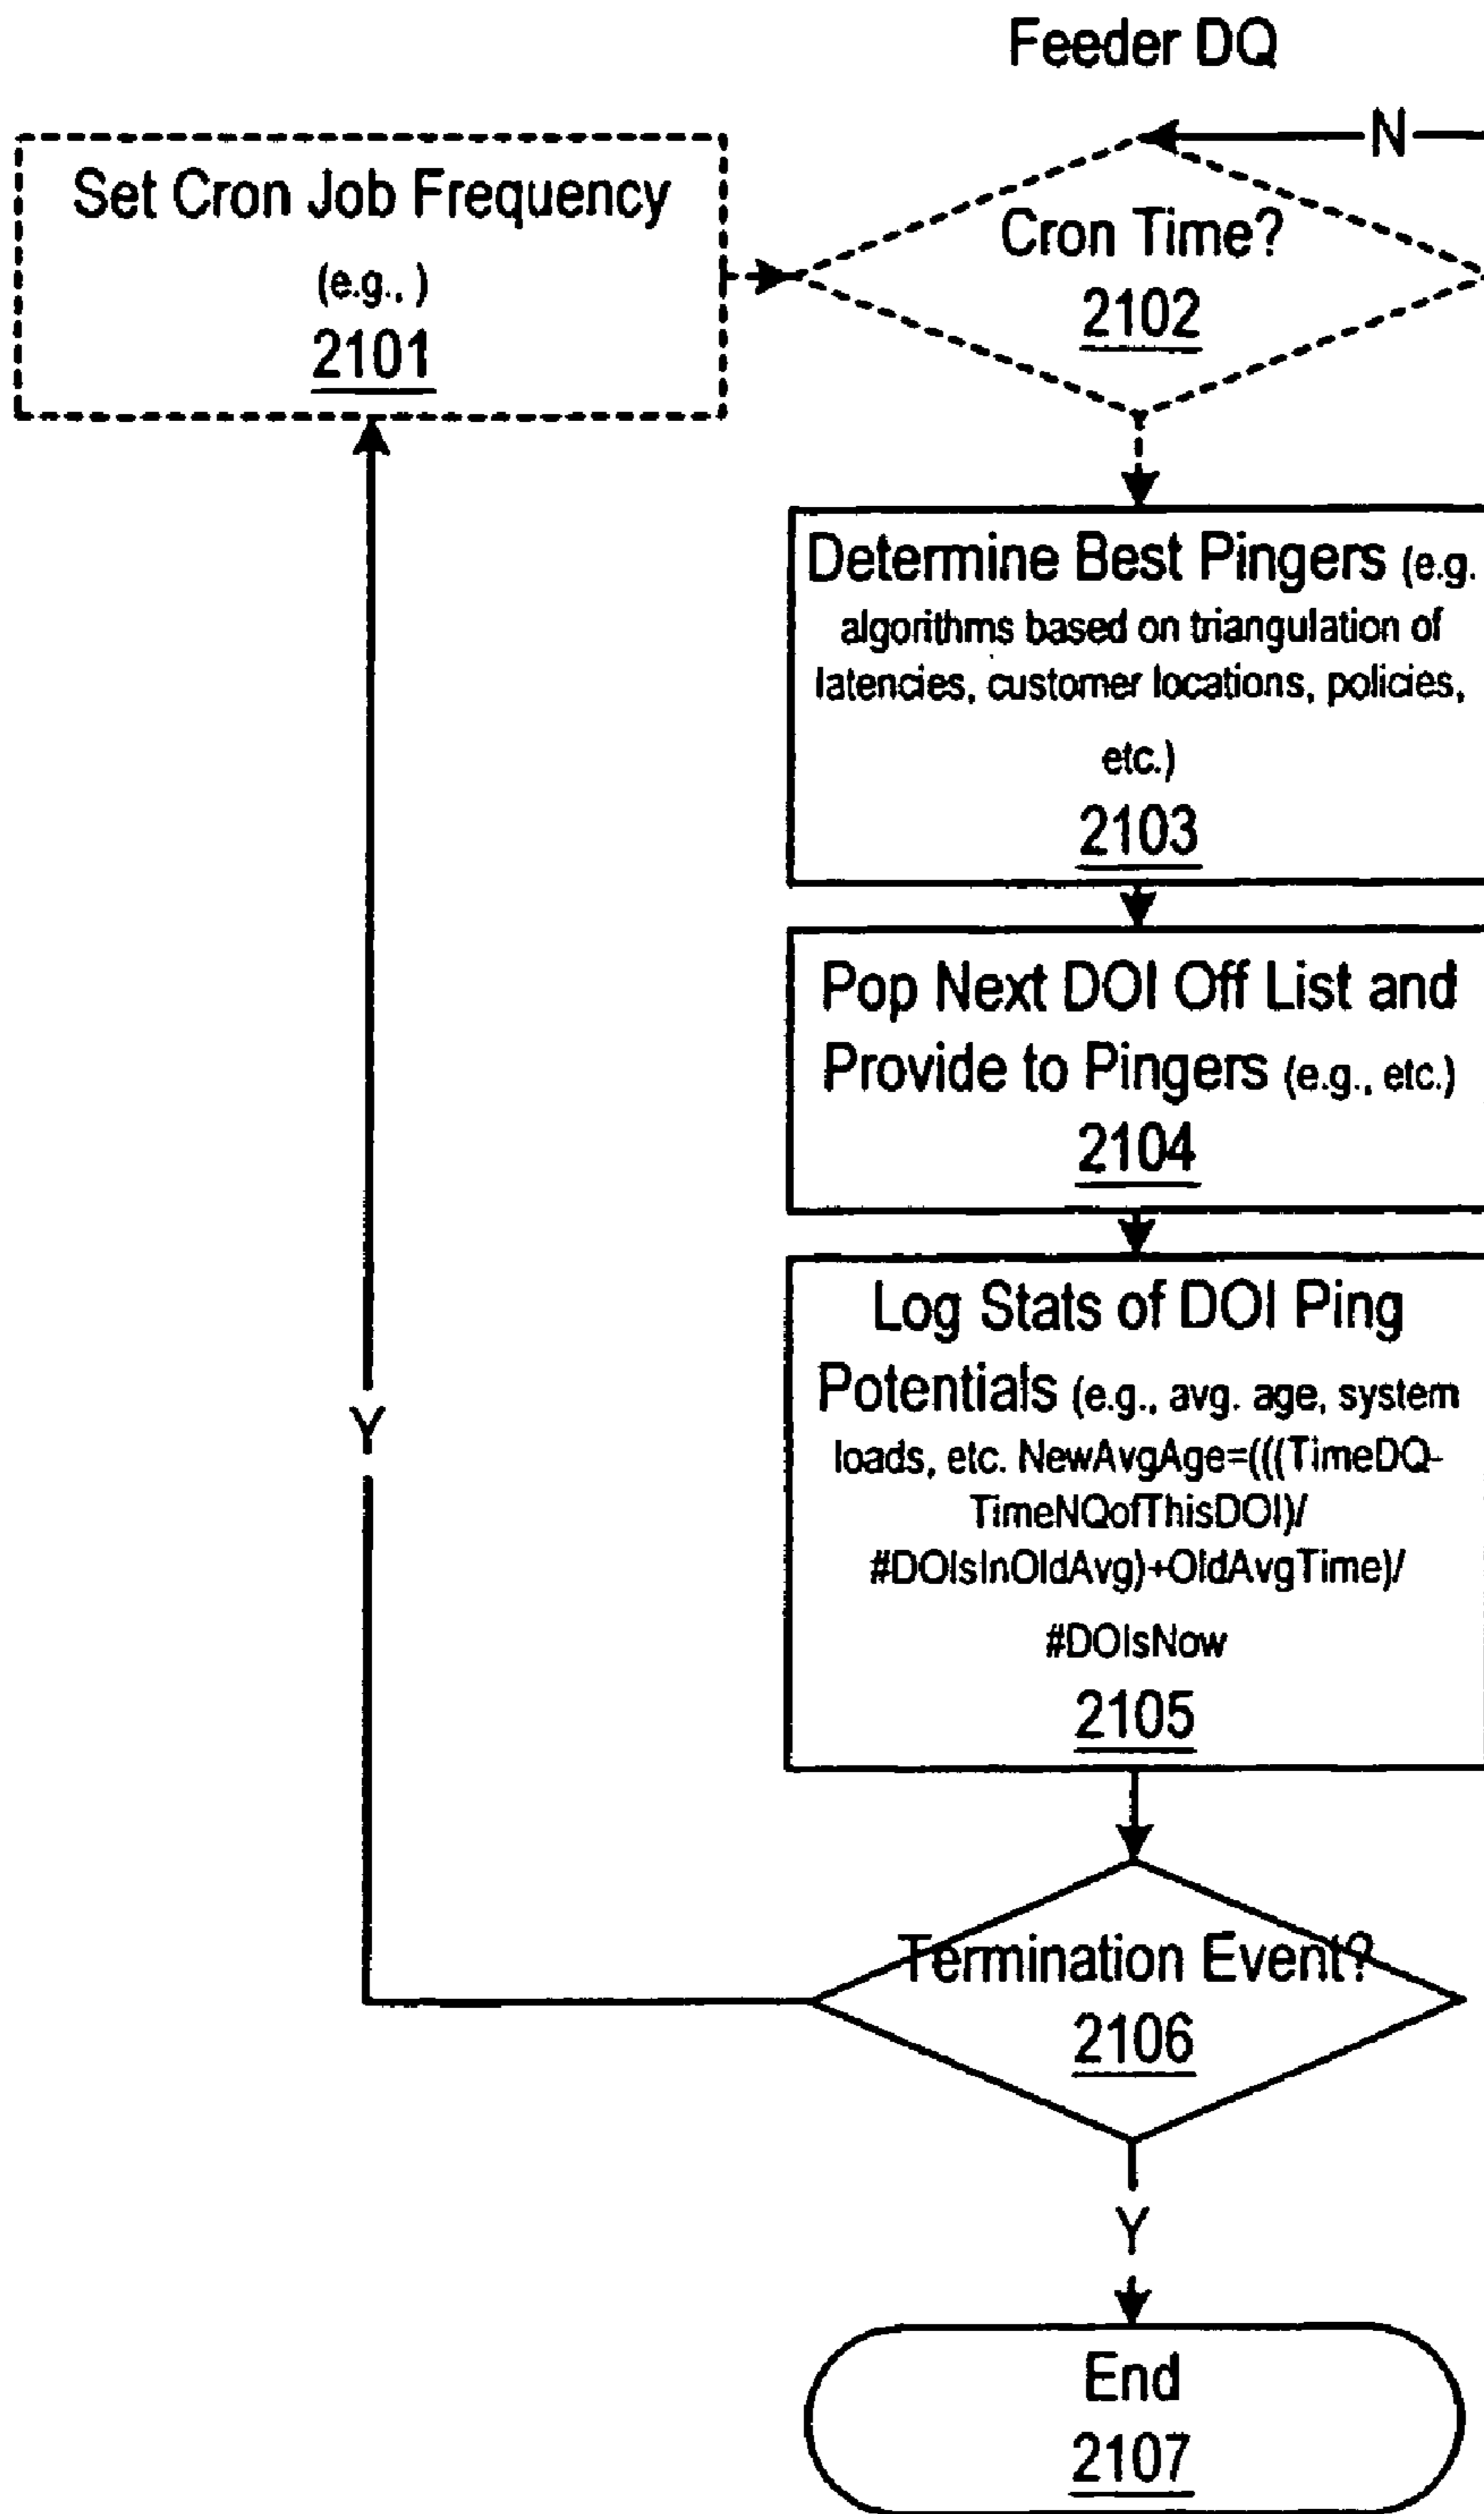 Feeder DQ
N
Set Cron Job Frequency
(e.g., )
2101
Cron Time?
2102
Determine Best Pingers (e.g.
algorithms based on triangulation of
latencies, customer locations, policies,
etc.)
2103
Pop Next DOI Off List and
Provide to Pingers (e.g., etc.)
2104
Log Stats of DOI Ping
Potentials (e.g., avg. age, system
loads, etc. NewAvgAge=(((TimeDQ-
TimeNQofThisDOI)/
#DOIsInOldAvg)+OldAvgTime)/
#DOIsNow
2105
Y
Termination Event?
2106
Y
End
2107